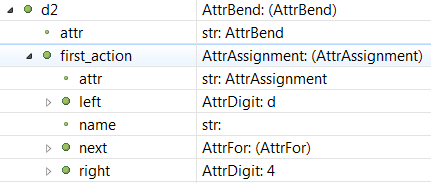 d2 AttrBend: (AttrBend)
attr str: AttrBend
first_action AttrAssignment: (AttrAssignment)
attr str: AttrAssignment
left AttrDigit: d
name str:
next AttrFor: (AttrFor)
right AttrDigit: 4